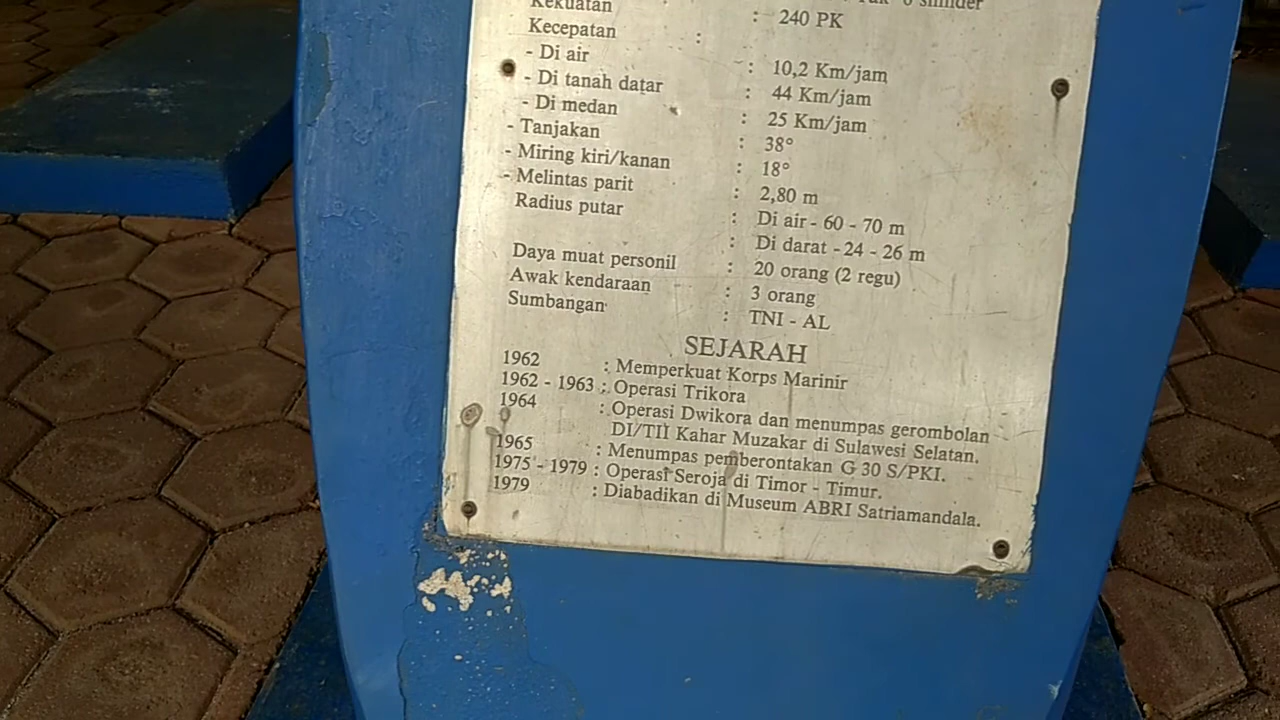 6 silinder
Kekuatan : 240 PK
Kecepatan :
- Di air : 10,2 Km/jam
- Di tanah datar : 44 Km/jam
- Di medan : 25 Km/jam
- Tanjakan : 38°
- Miring kiri/kanan : 18°
- Melintas parit : 2,80 m
Radius putar : Di air - 60 - 70 m
: Di darat - 24 - 26 m
Daya muat personil : 20 orang (2 regu)
Awak kendaraan : 3 orang
Sumbangan : TNI - AL
SEJARAH
1962 : Memperkuat Korps Marinir
1962 - 1963 : Operasi Trikora
1964 : Operasi Dwikora dan menumpas gerombolan
DI/TII Kahar Muzakar di Sulawesi Selatan.
1965 : Menumpas pemberontakan G 30 S/PKI.
1975 - 1979 : Operasi Seroja di Timor - Timur.
1979 : Diabadikan di Museum ABRI Satriamandala.